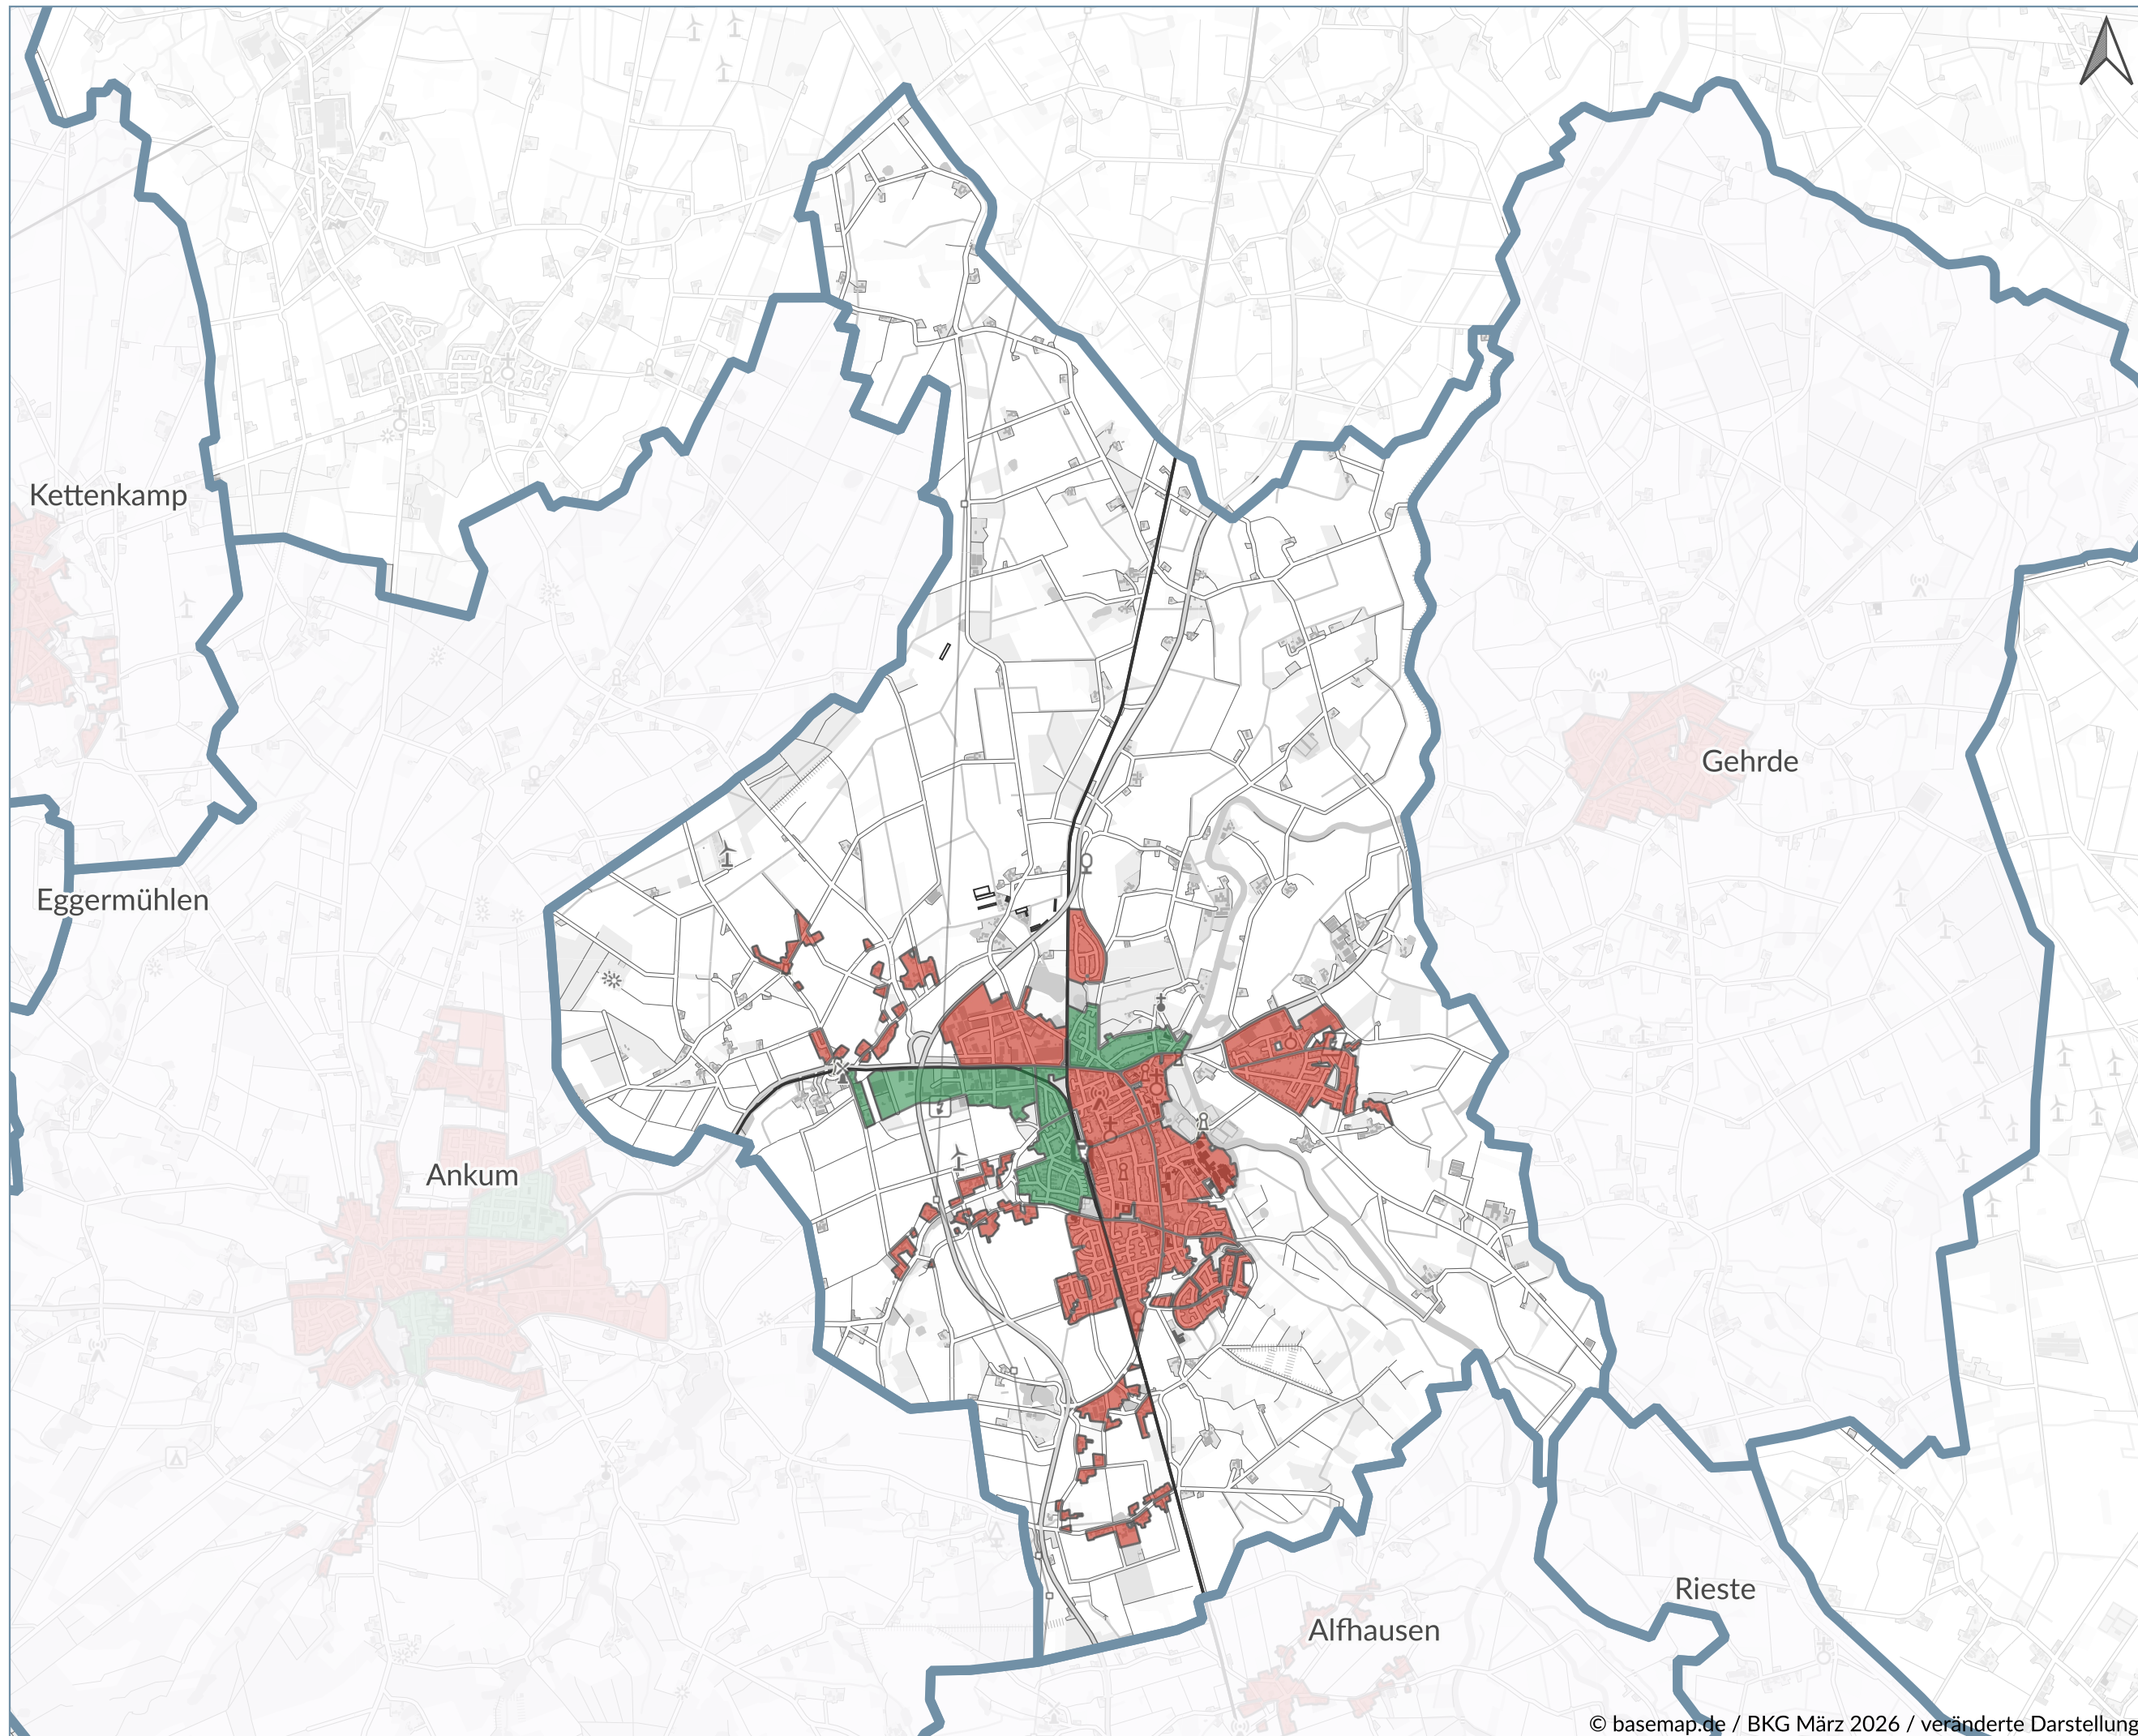 Kettenkamp
Gehrde
Eggermühlen
Ankum
Rieste
Alfhausen
© basemap.de / BKG März 2026 / veränderte Darstellung